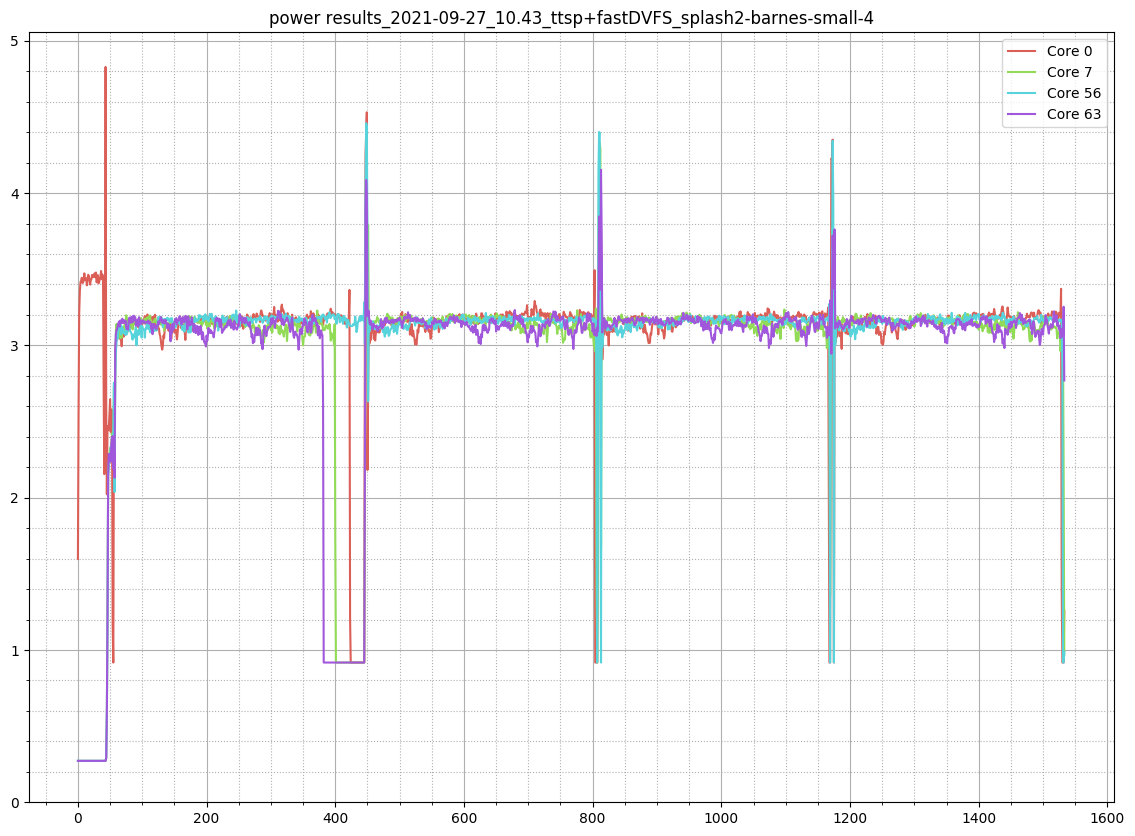 power results_2021-09-27_10.43_ttsp+fastDVFS_splash2-barnes-small-4
5
Core 0
Core 7
Core 56
Core 63
4
3
2
1
0
0 200 400 600 800 1000 1200 1400 1600